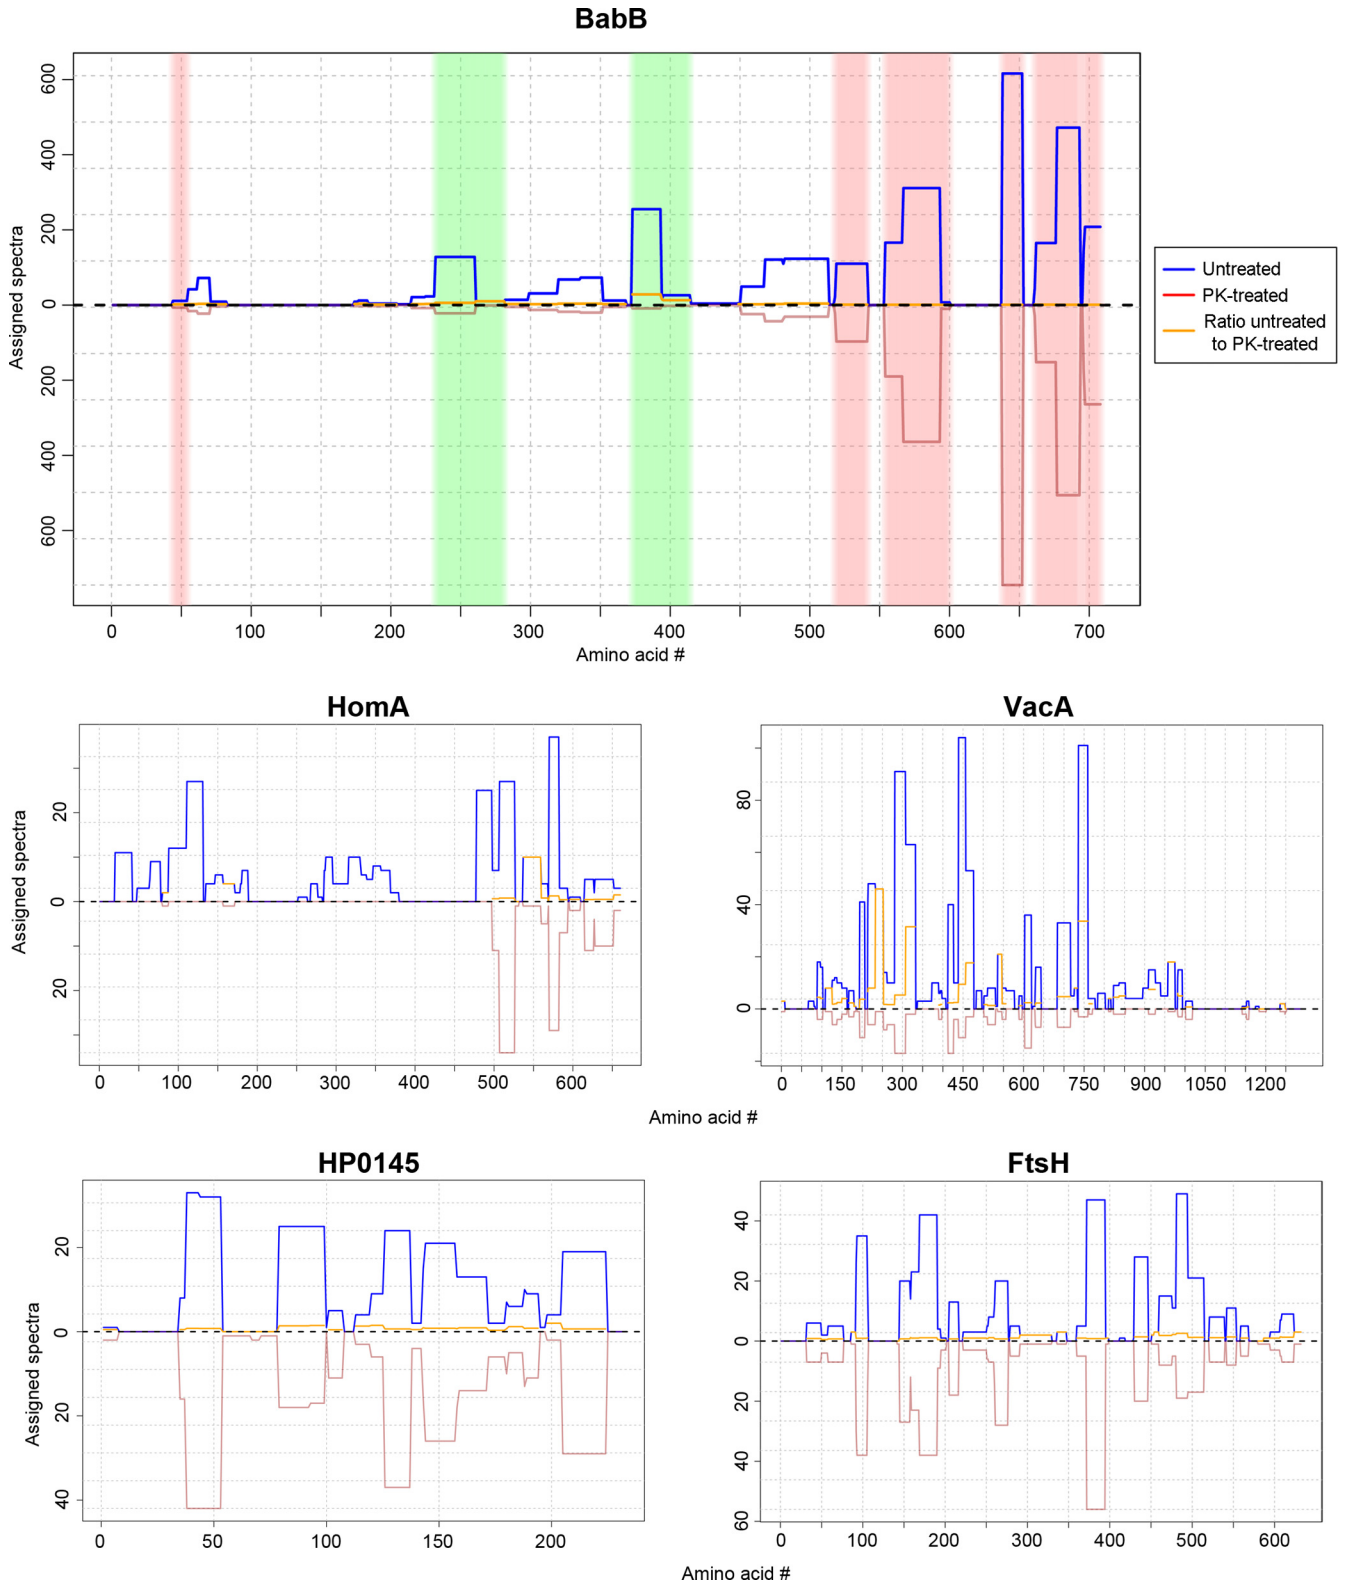 BabB
Assigned spectra
600
400
200
0
200
400
600
0 100 200 300 400 500 600 700
Amino acid #
Untreated
PK-treated
Ratio untreated
to PK-treated
HomA
Assigned spectra
20
0
20
0 100 200 300 400 500 600
VacA
80
40
0
0 150 300 450 600 750 900 1050 1200
Amino acid #
HP0145
Assigned spectra
20
0
20
40
0 50 100 150 200
FtsH
40
20
0
20
40
60
0 100 200 300 400 500 600
Amino acid #